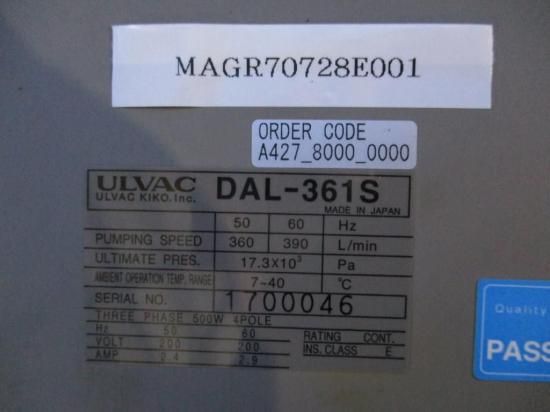 MAGR70728E001
ORDER CODE
A427_8000_0000
ULVAC DAL-361S
ULVAC KIKO. Inc. MADE IN JAPAN
50 60 Hz
PUMPING SPEED 360 390 L/min
ULTIMATE PRES. 17.3X10³ Pa
AMBIENT OPERATION TEMP. RANGE 7-40 °C
SERIAL NO. 1700046
THREE PHASE 500W 4POLE
Hz 50 60 RATING CONT.
VOLT 200 200 INS. CLASS E
AMP 2.4 2.9
Quality
PASS